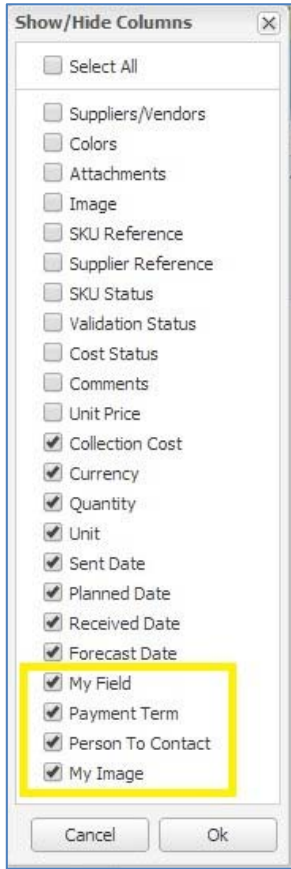 Show/Hide Columns
Select All
Suppliers/Vendors
Colors
Attachments
Image
SKU Reference
Supplier Reference
SKU Status
Validation Status
Cost Status
Comments
Unit Price
Collection Cost
Currency
Quantity
Unit
Sent Date
Planned Date
Received Date
Forecast Date
My Field
Payment Term
Person To Contact
My Image
Cancel Ok